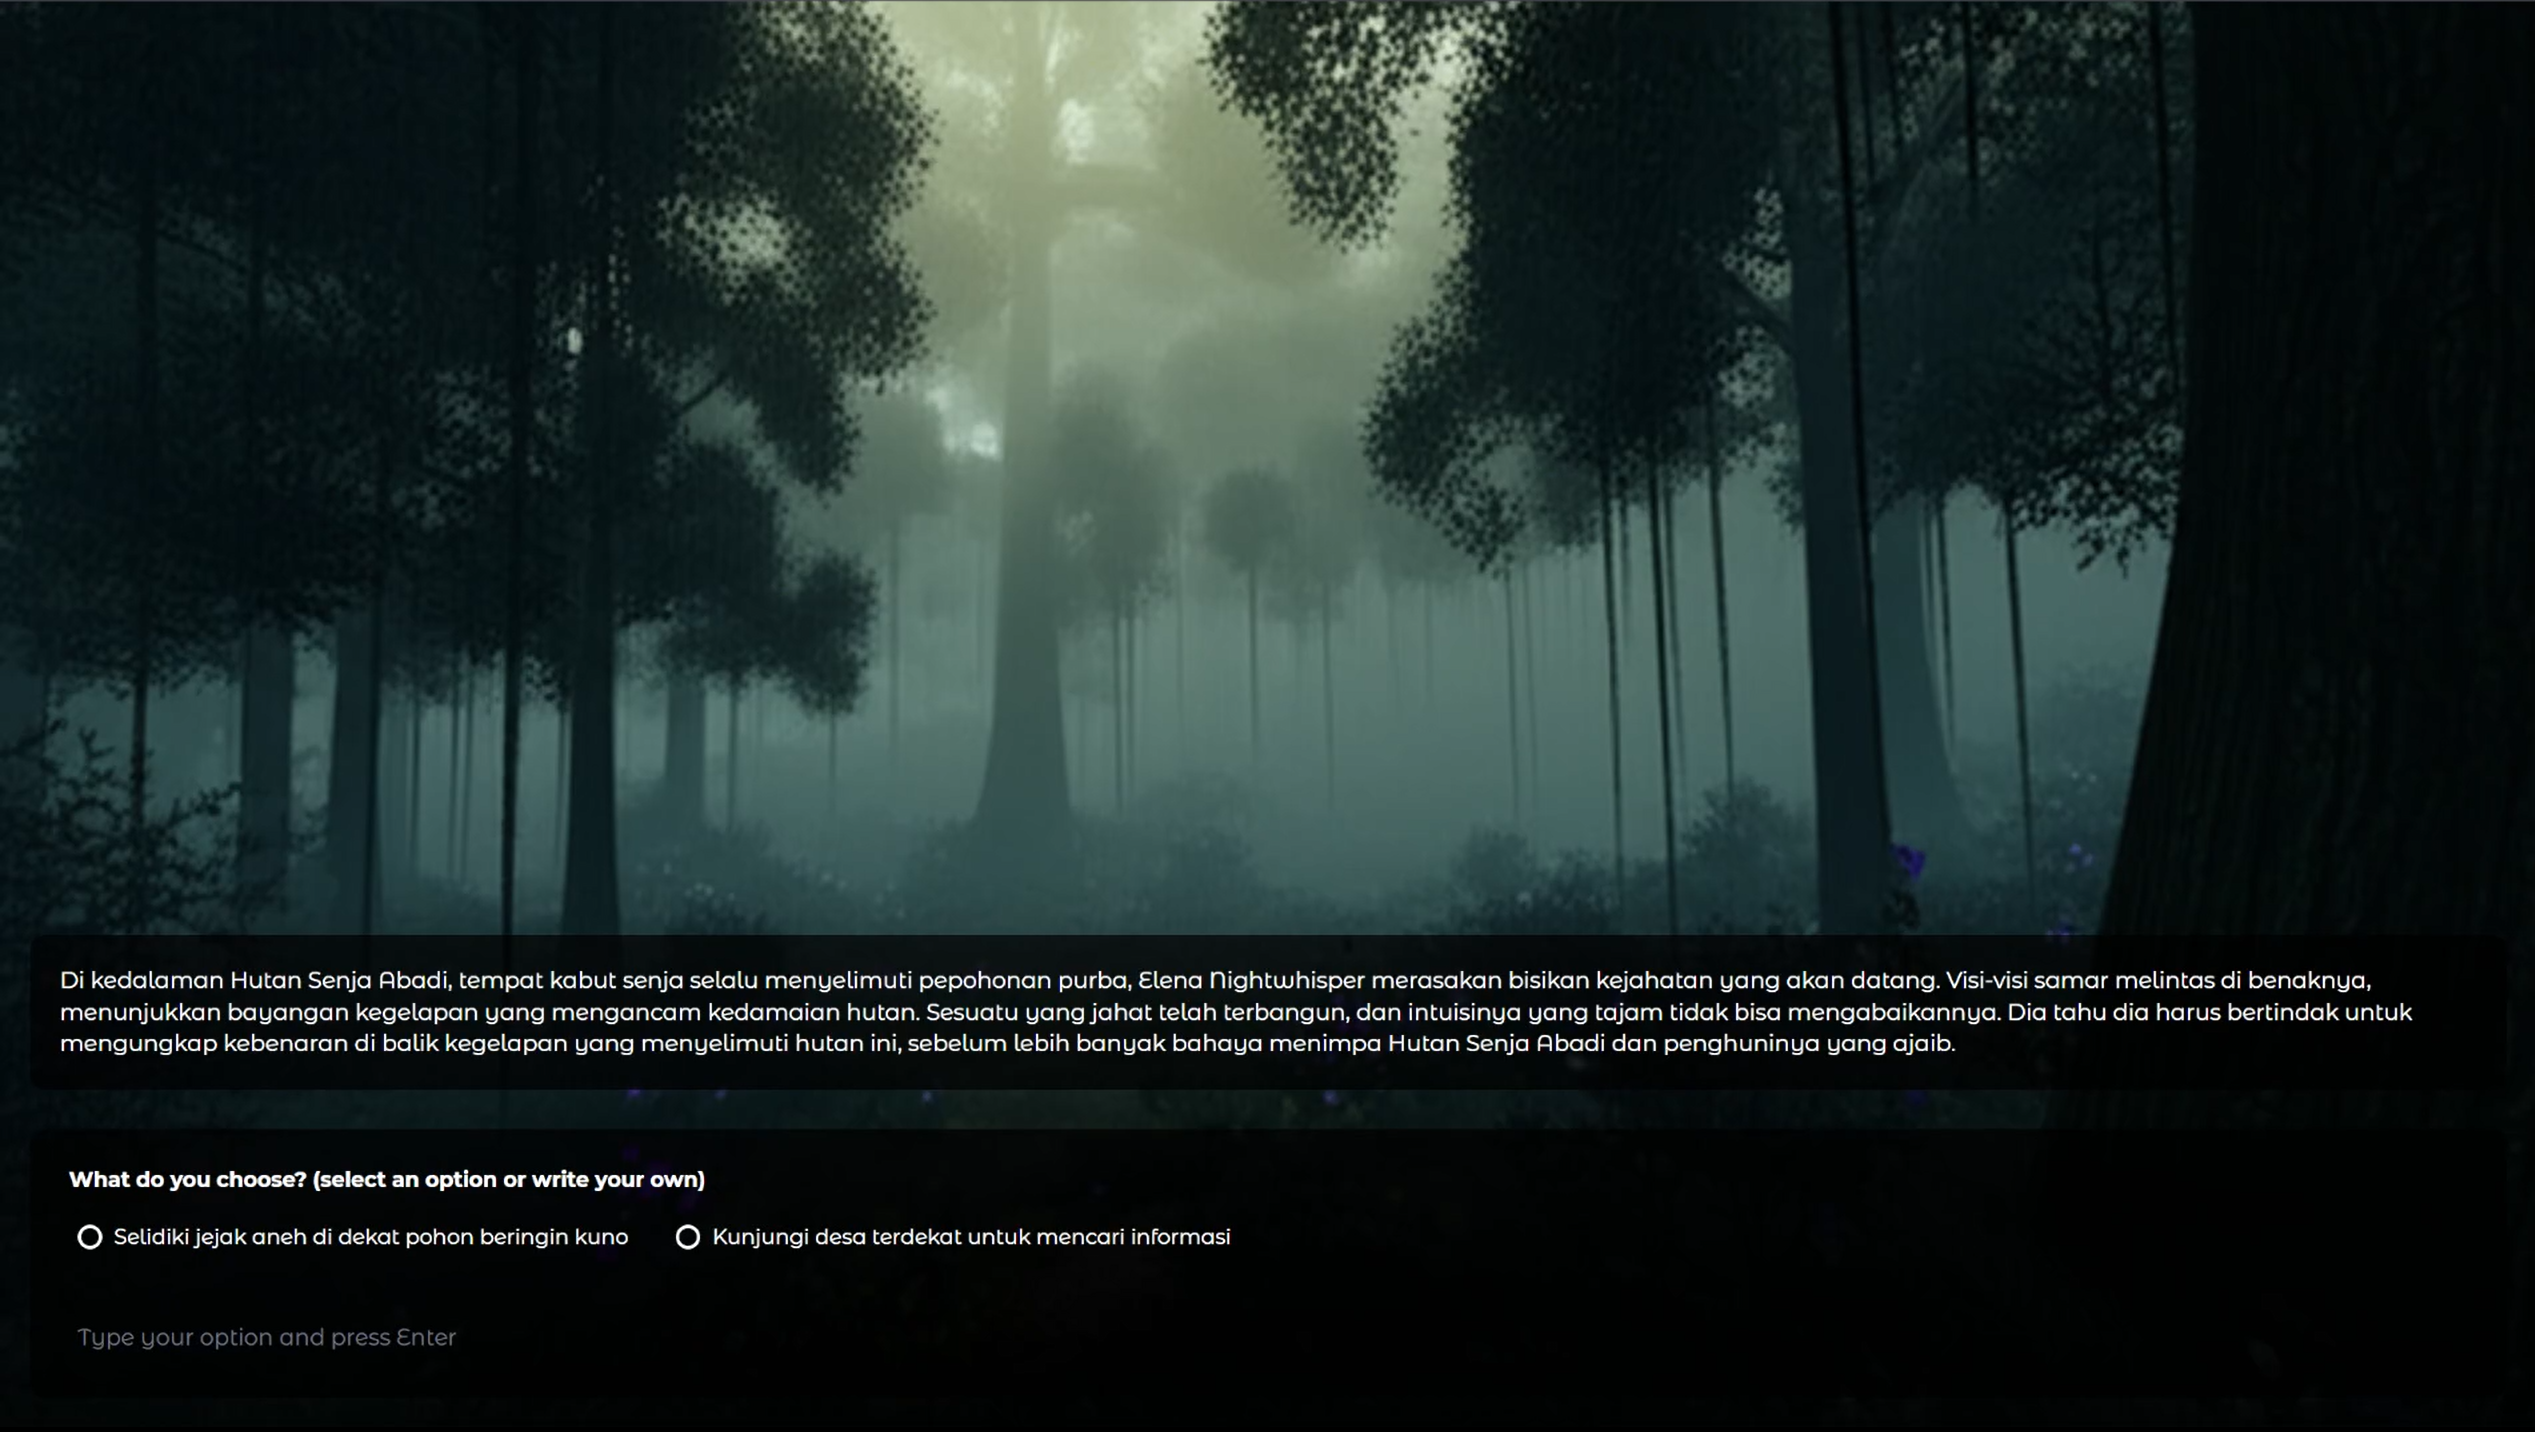 Di kedalaman Hutan Senja Abadi, tempat kabut senja selalu menyelimuti pepohonan purba, Elena Nightwhisper merasakan bisikan kejahatan yang akan datang. Visi-visi samar melintas di benaknya,
menunjukkan bayangan kegelapan yang mengancam kedamaian hutan. Sesuatu yang jahat telah terbangun, dan intuisinya yang tajam tidak bisa mengabaikannya. Dia tahu dia harus bertindak untuk
mengungkap kebenaran di balik kegelapan yang menyelimuti hutan ini, sebelum lebih banyak bahaya menimpa Hutan Senja Abadi dan penghuninya yang ajaib.
What do you choose? (select an option or write your own)
Selidiki jejak aneh di dekat pohon beringin kuno Kunjungi desa terdekat untuk mencari informasi
Type your option and press Enter